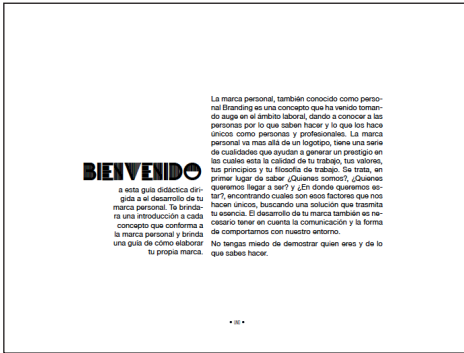 BIENVENIDO
a esta guía didáctica diri-
gida a el desarrollo de tu
marca personal. Te brinda-
ra una introducción a cada
concepto que conforma a
la marca personal y brinda
una guía de cómo elaborar
tu propia marca.
La marca personal, también conocido como perso-
nal Branding es una concepto que ha venido toman-
do auge en el ámbito laboral, dando a conocer a las
personas por lo que saben hacer y lo que los hace
únicos como personas y profesionales. La marca
personal va mas allá de un logotipo, tiene una serie
de cualidades que ayudan a generar un prestigio en
las cuales esta la calidad de tu trabajo, tus valores,
tus principios y tu filosofía de trabajo. Se trata, en
primer lugar de saber ¿Quienes somos?, ¿Quienes
queremos llegar a ser? y ¿En donde queremos es-
tar?, encontrando cuales son esos factores que nos
hacen únicos, buscando una solución que trasmita
tu esencia. El desarrollo de tu marca también es ne-
cesario tener en cuenta la comunicación y la forma
de comportarnos con nuestro entorno.
No tengas miedo de demostrar quien eres y de lo
que sabes hacer.